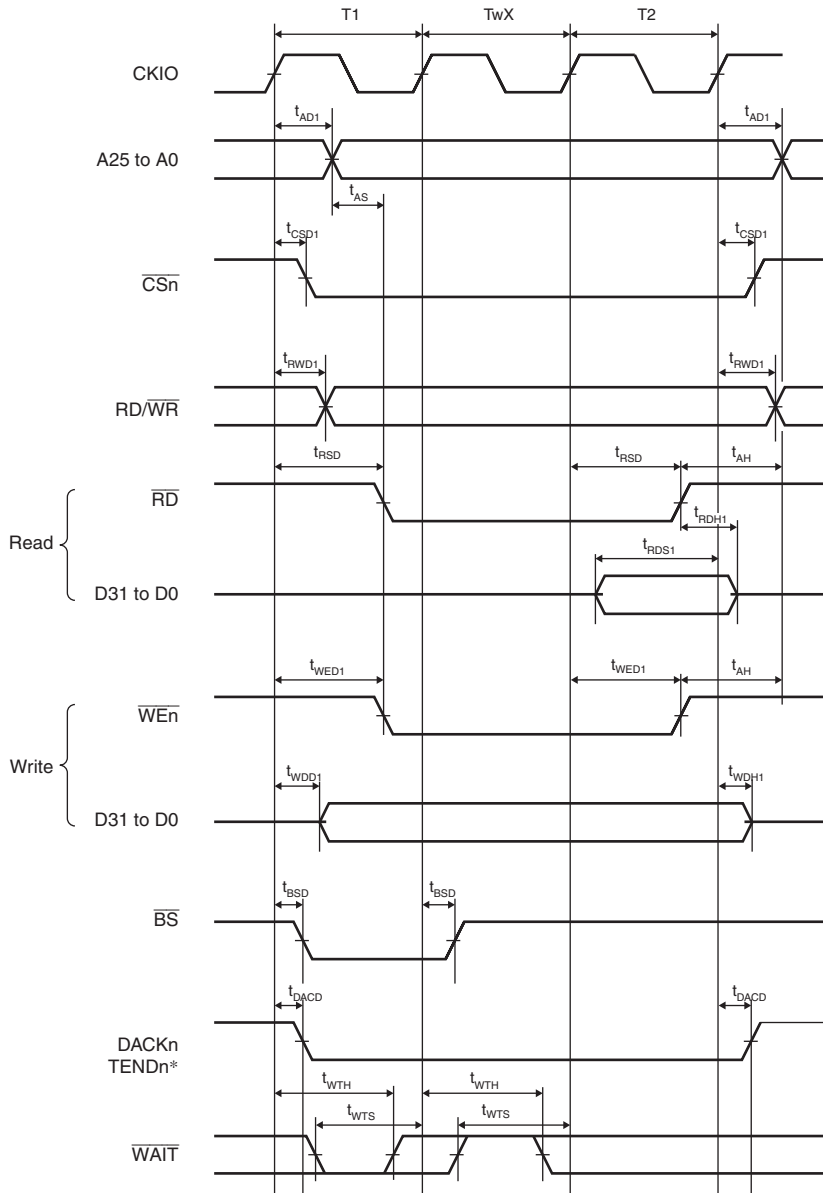 T1 TwX T2
CKIO
tAD1 tAD1
A25 to A0
tAS
tCSD1 tCSD1
CSn
tRWD1 tRWD1
RD/WR
tRSD tRSD tAH
RD
tRDH1
Read
tRDS1
D31 to D0
tWED1 tWED1 tAH
WEn
Write
tWDD1 tWDH1
D31 to D0
tBSD tBSD
BS
tDACD tDACD
DACKn
TENDn*
tWTH tWTH
tWTS tWTS
WAIT